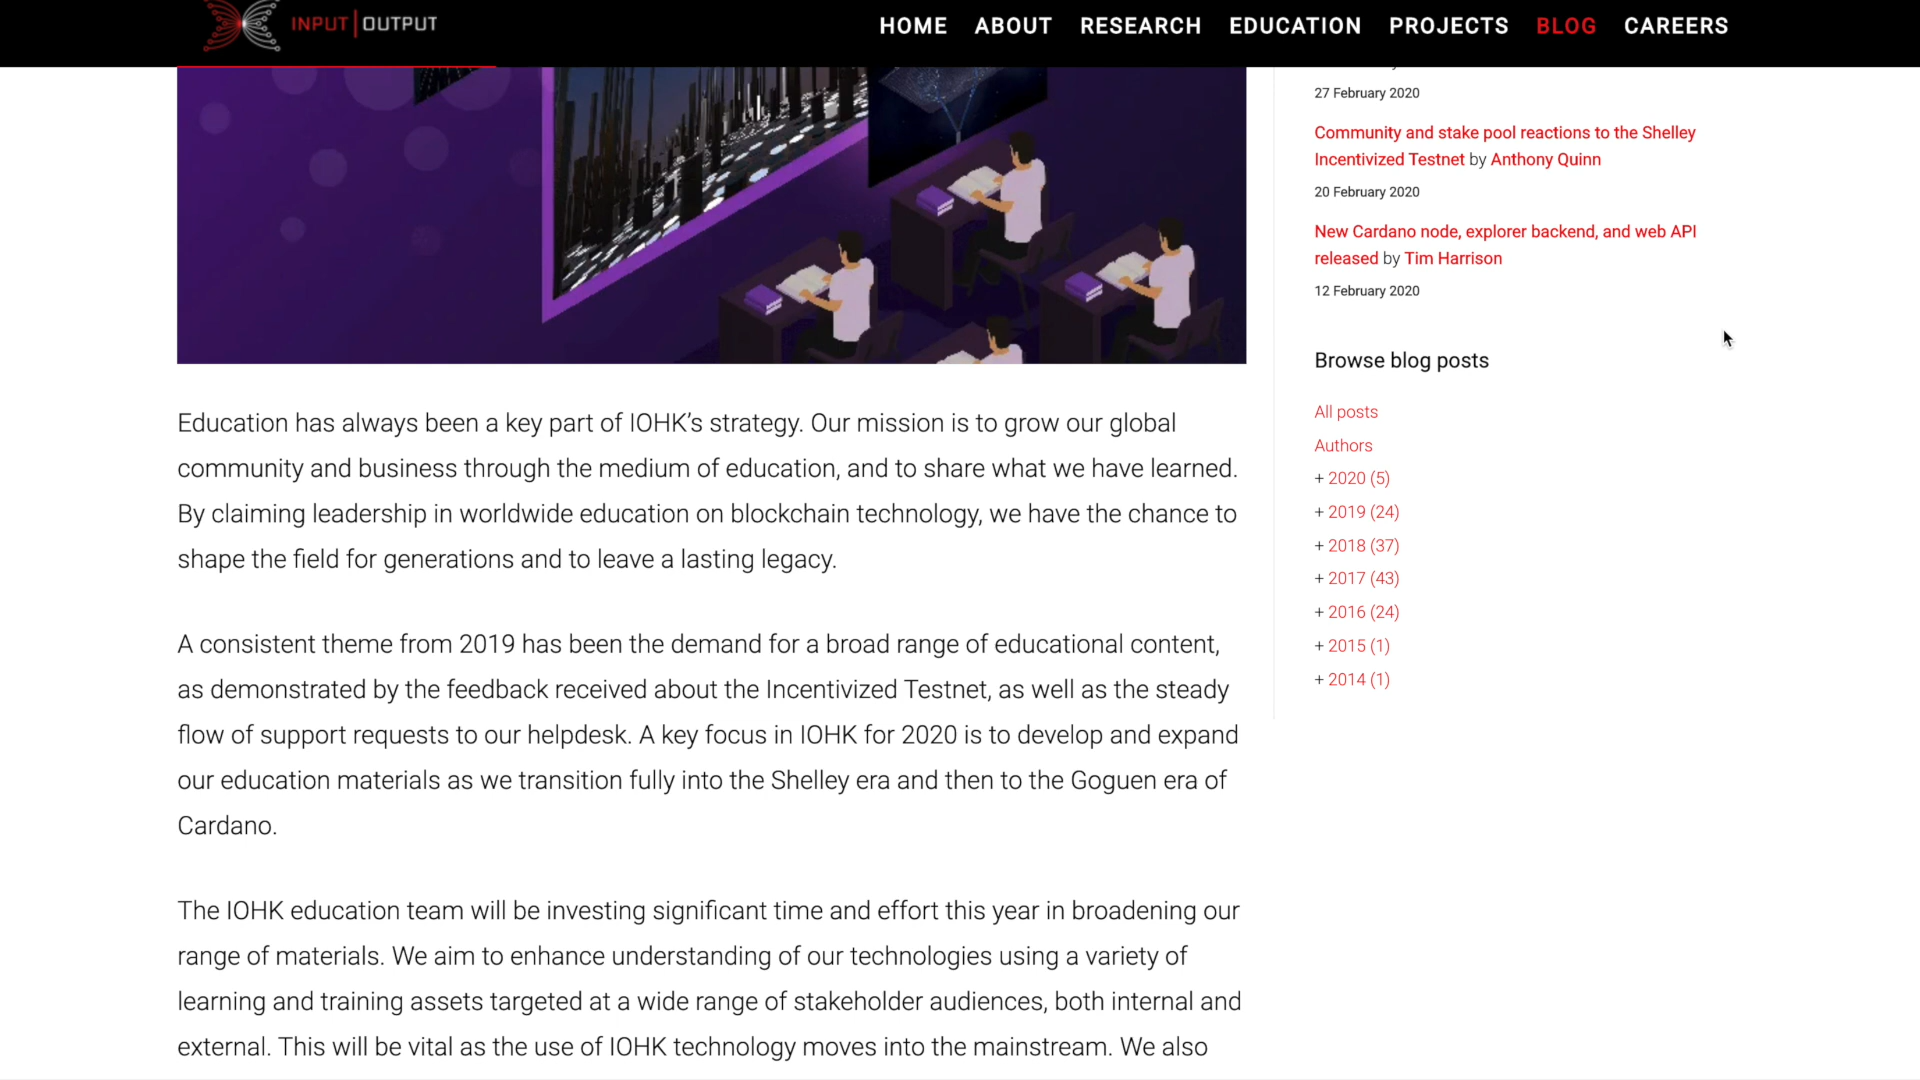 INPUT|OUTPUT
HOME ABOUT RESEARCH EDUCATION PROJECTS BLOG CAREERS
27 February 2020
Community and stake pool reactions to the Shelley
Incentivized Testnet by Anthony Quinn
20 February 2020
New Cardano node, explorer backend, and web API
released by Tim Harrison
12 February 2020
Browse blog posts
All posts
Authors
+ 2020 (5)
+ 2019 (24)
+ 2018 (37)
+ 2017 (43)
+ 2016 (24)
+ 2015 (1)
+ 2014 (1)
Education has always been a key part of IOHK’s strategy. Our mission is to grow our global
community and business through the medium of education, and to share what we have learned.
By claiming leadership in worldwide education on blockchain technology, we have the chance to
shape the field for generations and to leave a lasting legacy.
A consistent theme from 2019 has been the demand for a broad range of educational content,
as demonstrated by the feedback received about the Incentivized Testnet, as well as the steady
flow of support requests to our helpdesk. A key focus in IOHK for 2020 is to develop and expand
our education materials as we transition fully into the Shelley era and then to the Goguen era of
Cardano.
The IOHK education team will be investing significant time and effort this year in broadening our
range of materials. We aim to enhance understanding of our technologies using a variety of
learning and training assets targeted at a wide range of stakeholder audiences, both internal and
external. This will be vital as the use of IOHK technology moves into the mainstream. We also